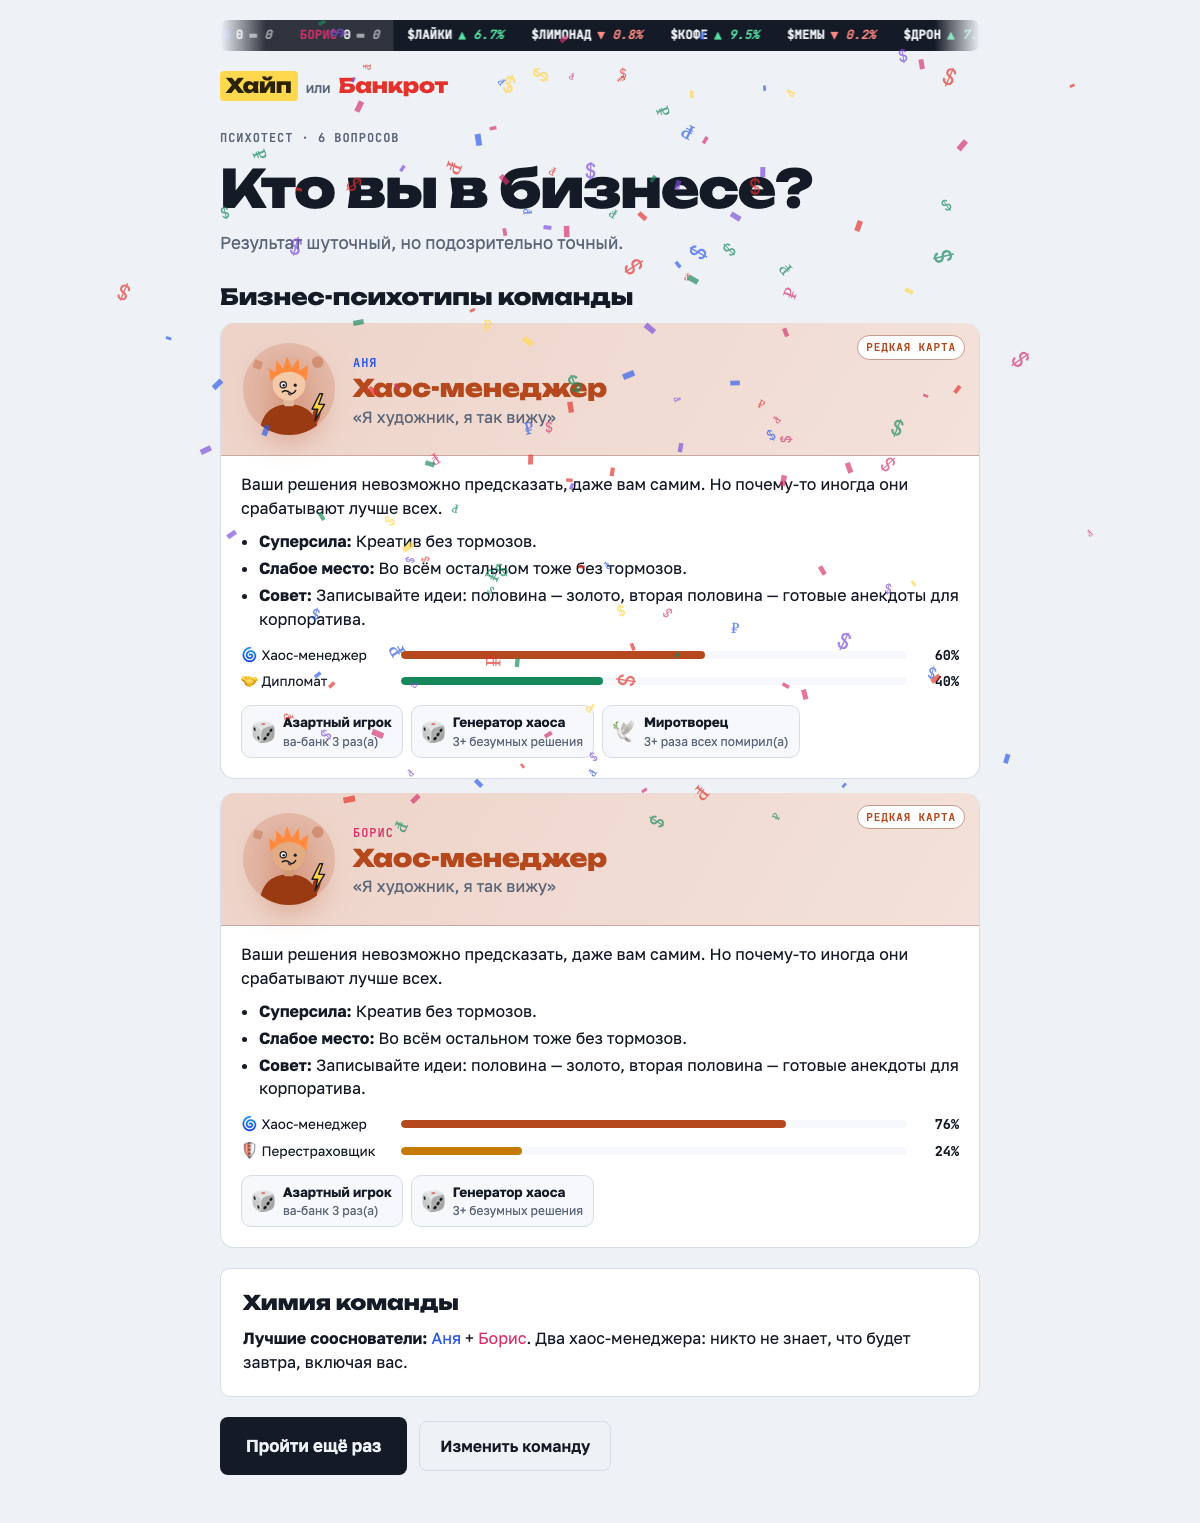 0 0 БОРИС 0 0 $ЛАЙКИ ▲ 6.7% $ЛИМОНАД ▼ 0.8% $КОФЕ ▲ 9.5% $МЕМЫ ▼ 0.2% $ДРОН ▲ 7.
Хайп или Банкрот
ПСИХОТЕСТ · 6 ВОПРОСОВ
Кто вы в бизнесе?
Результат шуточный, но подозрительно точный.
Бизнес-психотипы команды
РЕДКАЯ КАРТА
АНЯ
Хаос-менеджер
«Я художник, я так вижу»
Ваши решения невозможно предсказать, даже вам самим. Но почему-то иногда они
срабатывают лучше всех.
• Суперсила: Креатив без тормозов.
• Слабое место: Во всём остальном тоже без тормозов.
• Совет: Записывайте идеи: половина — золото, вторая половина — готовые анекдоты для
корпоратива.
Хаос-менеджер 60%
Дипломат 40%
Азартный игрок
ва-банк 3 раз(а)
Генератор хаоса
3+ безумных решения
Миротворец
3+ раза всех помирил(а)
РЕДКАЯ КАРТА
БОРИС
Хаос-менеджер
«Я художник, я так вижу»
Ваши решения невозможно предсказать, даже вам самим. Но почему-то иногда они
срабатывают лучше всех.
• Суперсила: Креатив без тормозов.
• Слабое место: Во всём остальном тоже без тормозов.
• Совет: Записывайте идеи: половина — золото, вторая половина — готовые анекдоты для
корпоратива.
Хаос-менеджер 76%
Перестраховщик 24%
Азартный игрок
ва-банк 3 раз(а)
Генератор хаоса
3+ безумных решения
Химия команды
Лучшие сооснователи: Аня + Борис. Два хаос-менеджера: никто не знает, что будет
завтра, включая вас.
Пройти ещё раз
Изменить команду